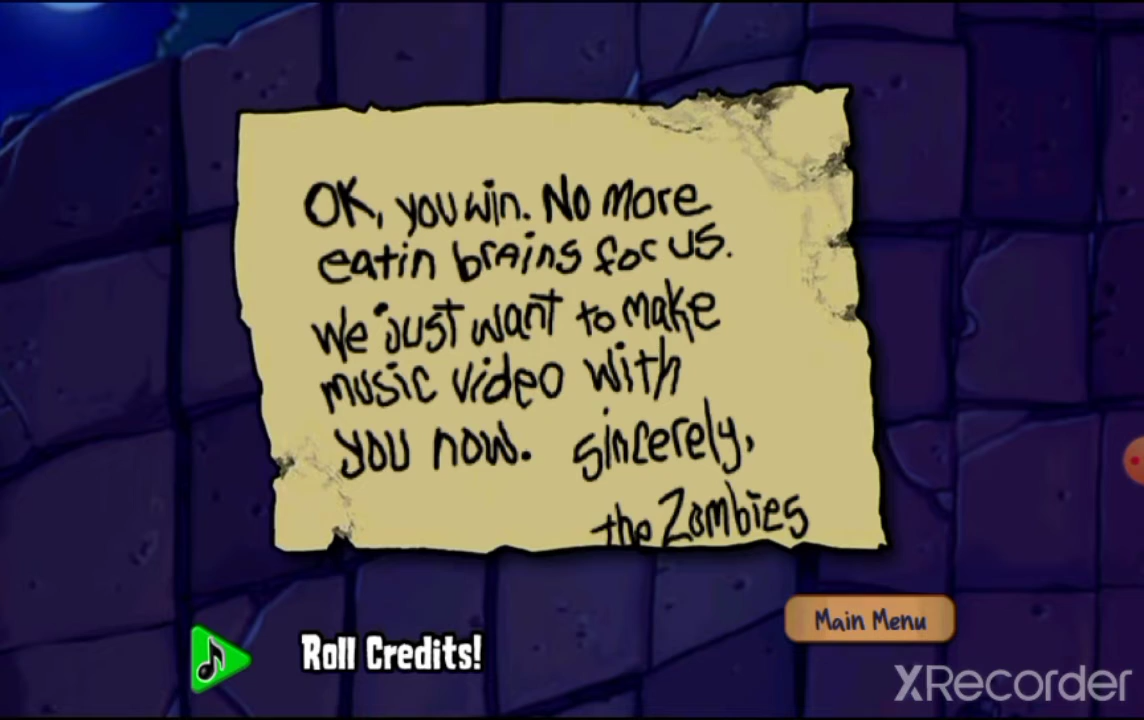 OK, you win. No more
eatin brains for us.
We just want to make
music video with
you now. sincerely,
the Zombies
Roll Credits!
Main Menu
XRecorder